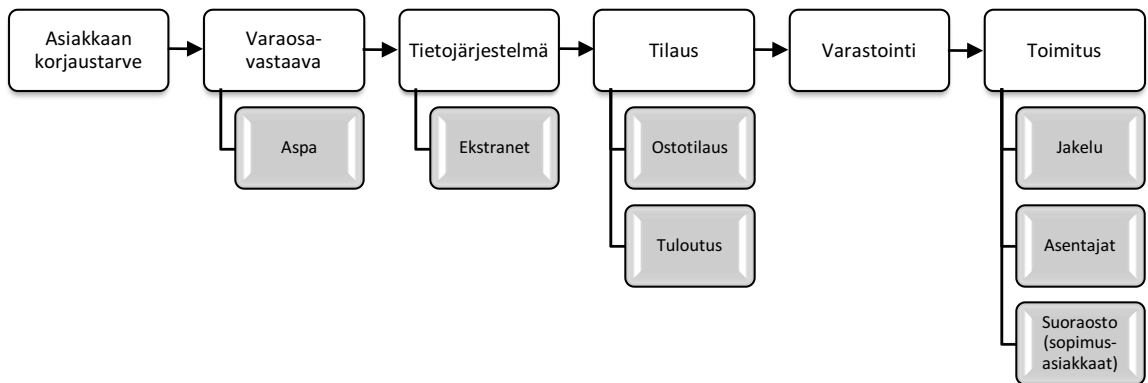 Asiakkaan
korjaustarve
Varaosa-
vastaava
Tietojärjestelmä
Tilaus
Varastointi
Toimitus
Aspa
Ekstranet
Ostotilaus
Jakelu
Tuloutus
Asentajat
Suoraosto
(sopimus-
asiakkaat)